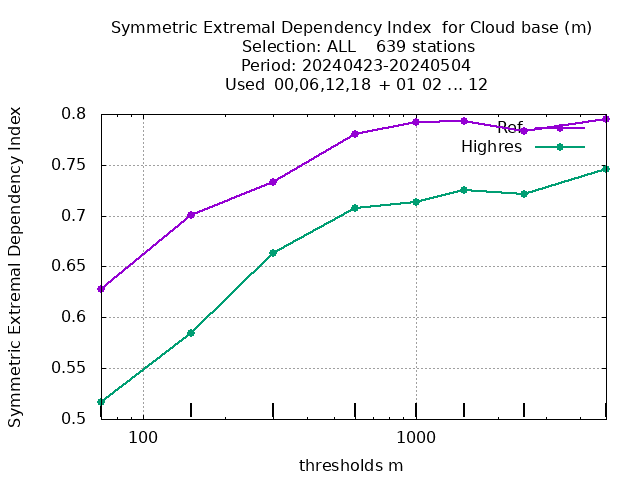 Symmetric Extremal Dependency Index  for Cloud base (m)
Selection: ALL    639 stations
Period: 20240423-20240504
Used  00,06,12,18  + 01 02 ... 12
Symmetric Extremal Dependency Index
0.8
0.75
0.7
0.65
0.6
0.55
0.5
Ref
Highres
100
1000
thresholds m